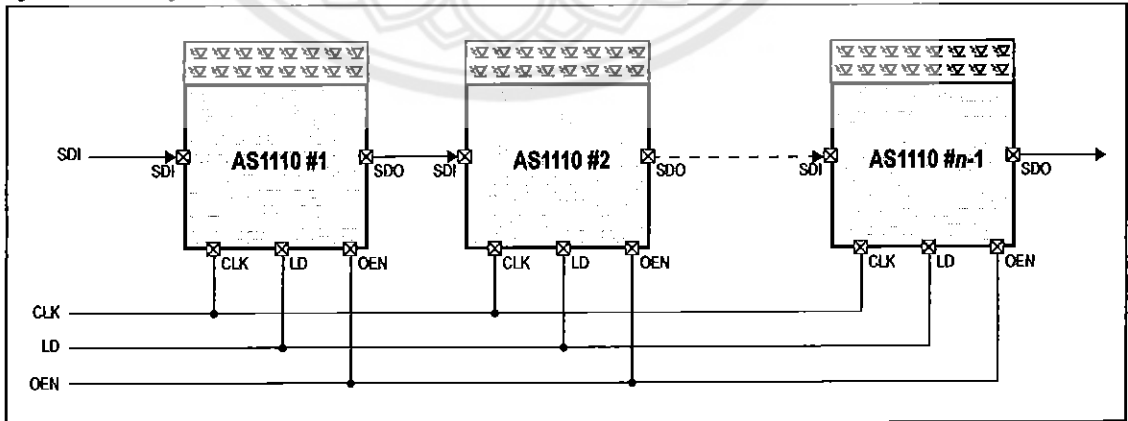 SDI
SDI
AS1110 #1
SDO
SDI
AS1110 #2
SDO
SDI
AS1110 #n-1
SDO
CLK
LD
OEN
CLK
LD
OEN
CLK
LD
OEN
CLK
LD
OEN